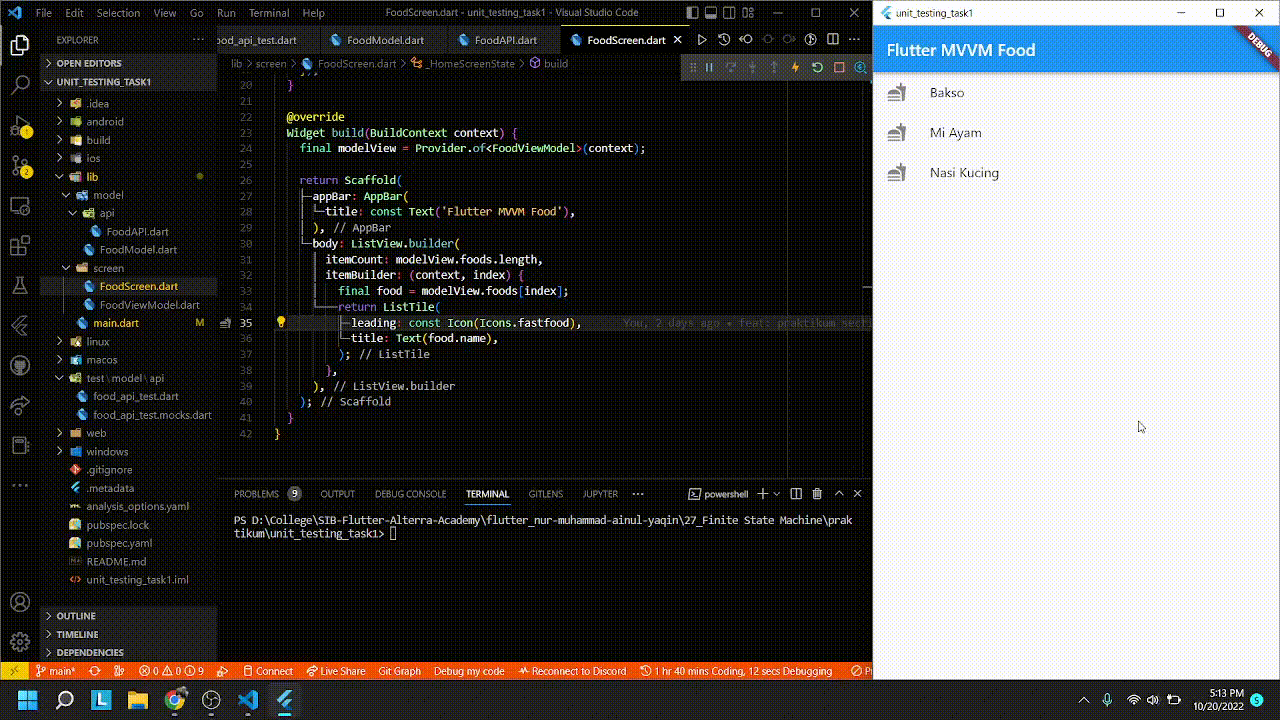 File Edit Selection View Go Run Terminal Help FoodScreen.dart - unit_testing_task1 - Visual Studio Code
EXPLORER
OPEN EDITORS
UNIT_TESTING_TASK1
.idea
android
build
ios
lib
model
api
FoodAPI.dart
FoodModel.dart
screen
FoodScreen.dart
FoodViewModel.dart
main.dart M
linux
macos
test\model\api
food_api_test.dart
food_api_test.mocks.dart
web
windows
.gitignore
.metadata
analysis_options.yaml
pubspec.lock
pubspec.yaml
README.md
unit_testing_task1.iml
OUTLINE
TIMELINE
DEPENDENCIES
ood_api_test.dart FoodModel.dart FoodAPI.dart FoodScreen.dart
lib > screen > FoodScreen.dart > _HomeScreenState > build
20 }
21
22 @override
23 Widget build(BuildContext context) {
24 final modelView = Provider.of<FoodViewModel>(context);
25
26 return Scaffold(
27 appBar: AppBar(
28 title: const Text('Flutter MVVM Food'),
29 ), // AppBar
30 body: ListView.builder(
31 itemCount: modelView.foods.length,
32 itemBuilder: (context, index) {
33 final food = modelView.foods[index];
34 return ListTile(
35 leading: const Icon(Icons.fastfood), You, 2 days ago • feat: praktikum secti
36 title: Text(food.name),
37 ); // ListTile
38 },
39 ), // ListView.builder
40 ); // Scaffold
41 }
42 }
PROBLEMS 9 OUTPUT DEBUG CONSOLE TERMINAL GITLENS JUPYTER powershell
PS D:\College\SIB-Flutter-Alterra-Academy\flutter_nur-muhammad-ainul-yaqin\27_Finite State Machine\prak
tikum\unit_testing_task1>
main* 0 0 9 Connect Live Share Git Graph Debug my code Reconnect to Discord 1 hr 40 mins Coding, 12 secs Debugging
unit_testing_task1
Flutter MVVM Food
DEBUG
Bakso
Mi Ayam
Nasi Kucing
5:13 PM
10/20/2022